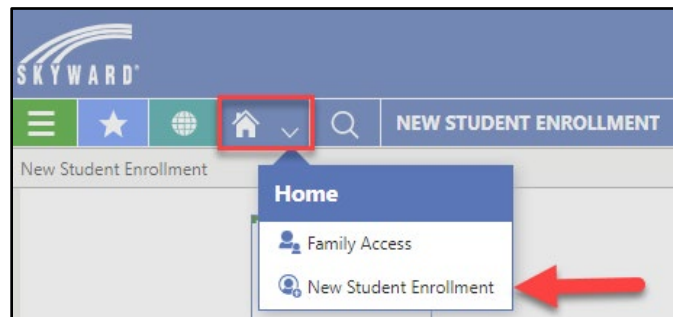 SKYWARD®
NEW STUDENT ENROLLMENT
New Student Enrollment
Home
Family Access
New Student Enrollment